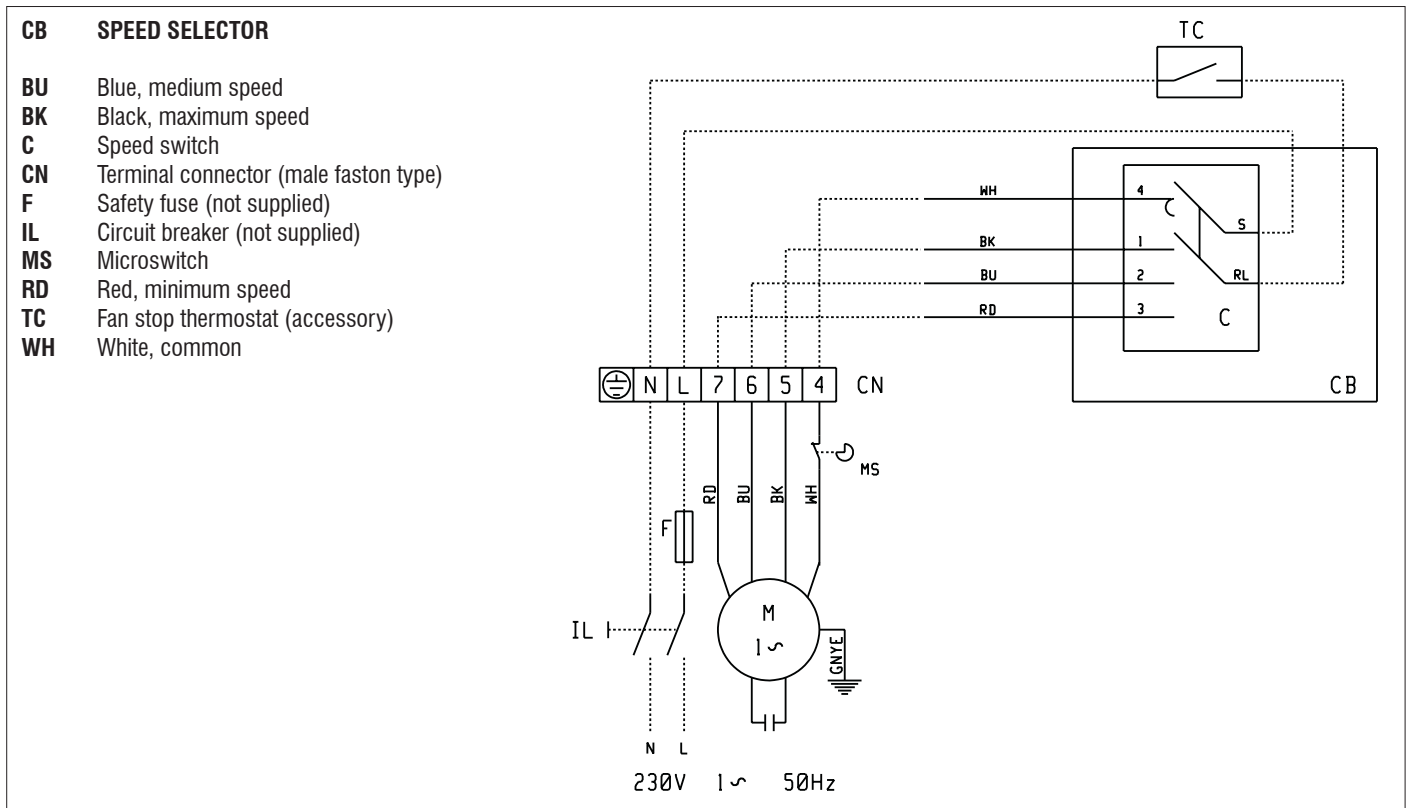 CB SPEED SELECTOR
BU Blue, medium speed
BK Black, maximum speed
C Speed switch
CN Terminal connector (male faston type)
F Safety fuse (not supplied)
IL Circuit breaker (not supplied)
MS Microswitch
RD Red, minimum speed
TC Fan stop thermostat (accessory)
WH White, common
TC
WH 4
S
BK 1
BU 2 RL
RD 3 C
CB
N L 7 6 5 4 CN
MS
RD BU BK WH
F
M
IL
1~
GNYE
N L
230V 1~ 50Hz